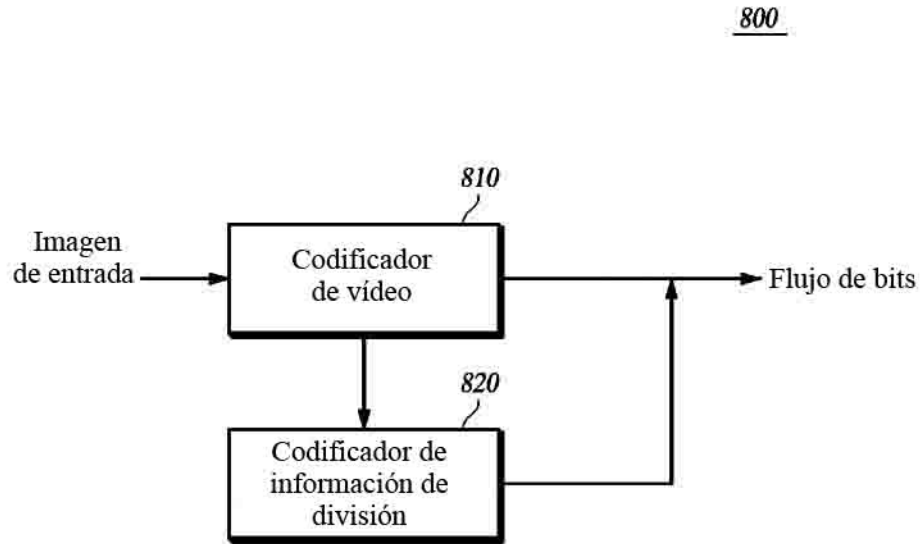 800
810
Imagen
de entrada
Codificador
de vídeo
Flujo de bits
820
Codificador de
información de
división